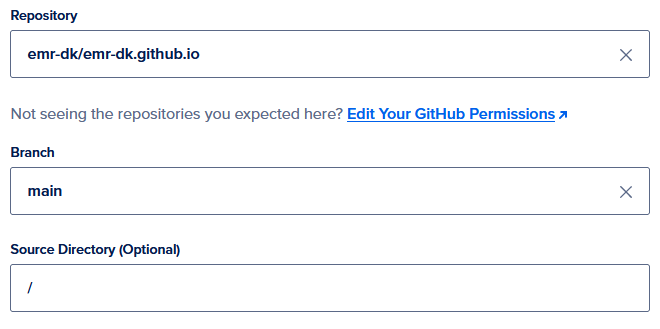 Repository
emr-dk/emr-dk.github.io
Not seeing the repositories you expected here? Edit Your GitHub Permissions
Branch
main
Source Directory (Optional)
/